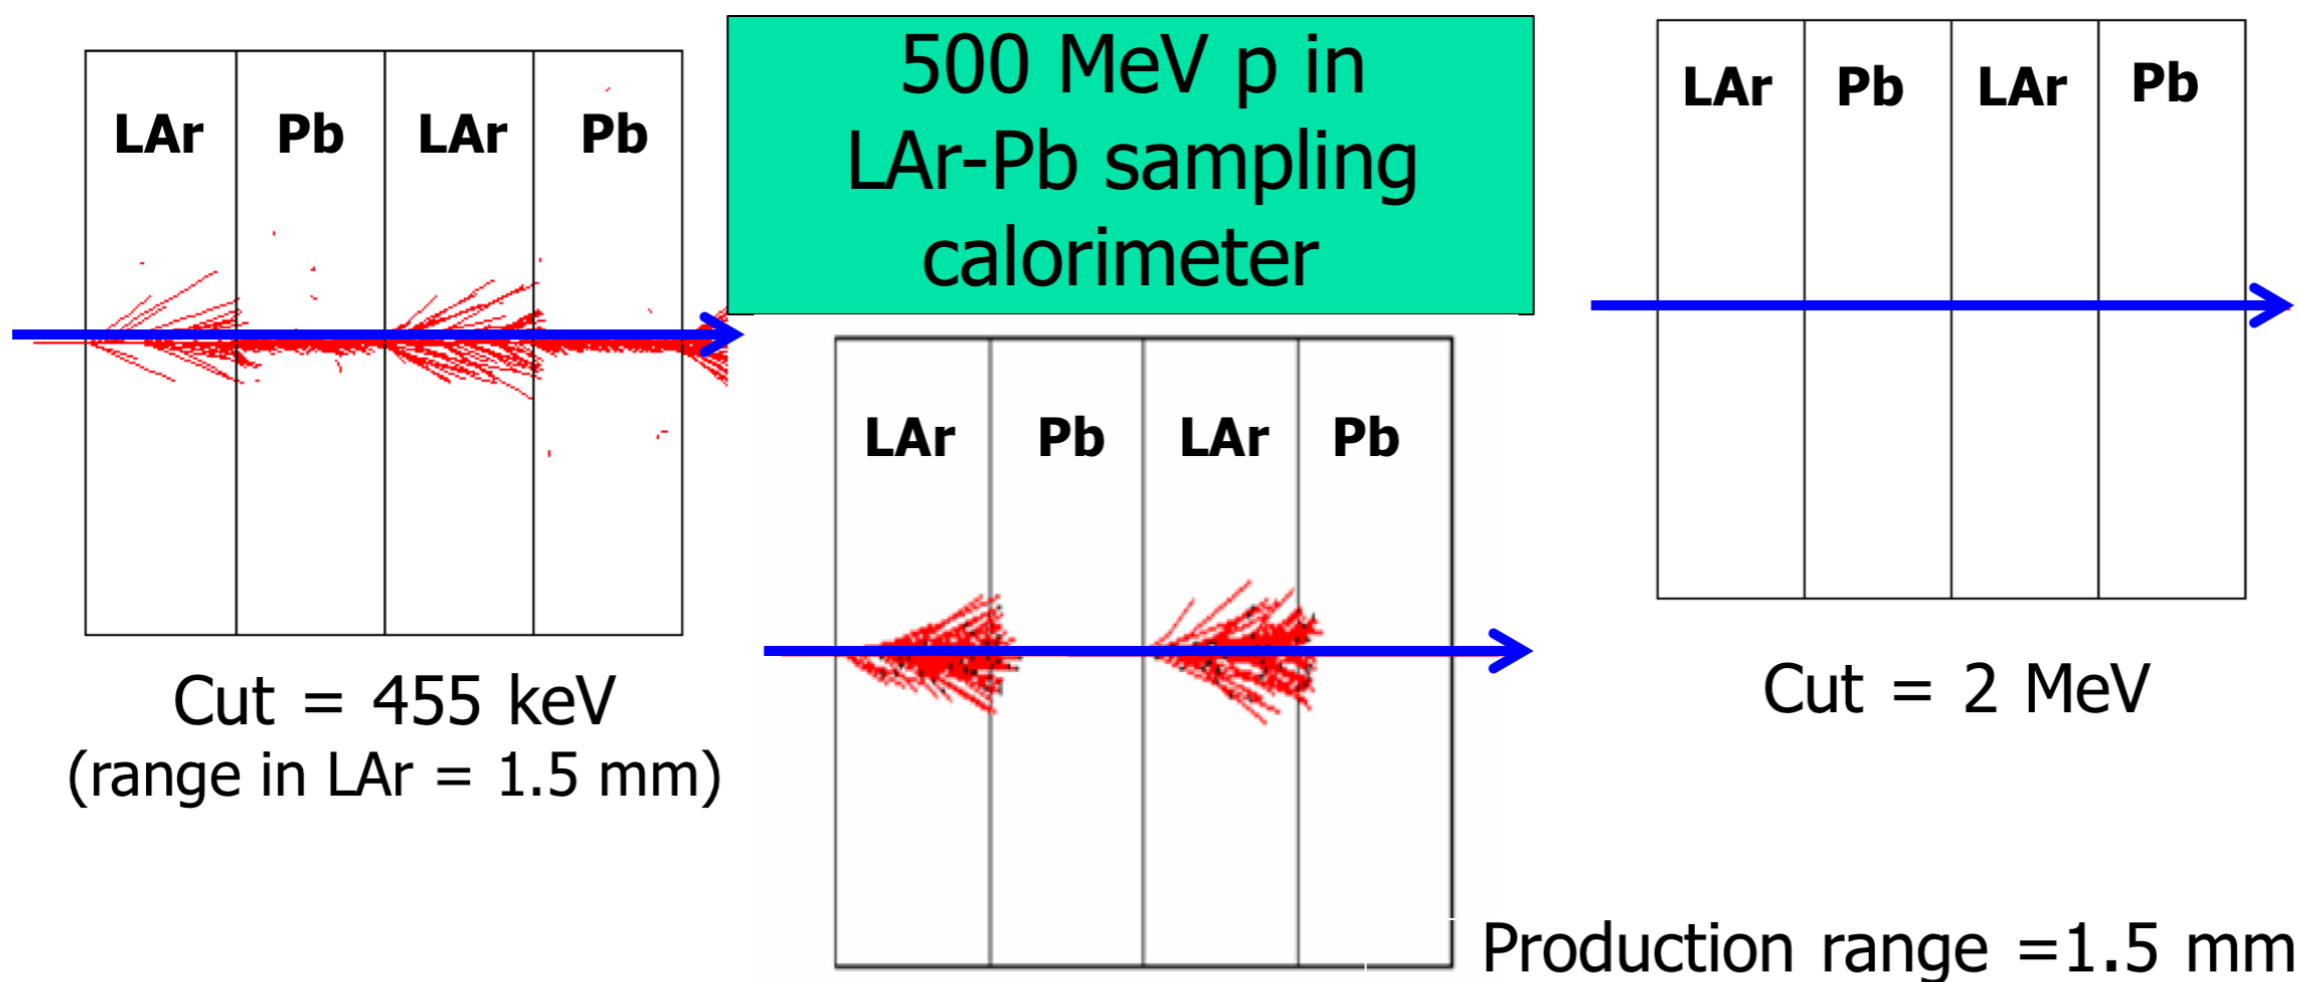 LAr Pb LAr Pb
500 MeV p in
LAr-Pb sampling
calorimeter
LAr Pb LAr Pb
Cut = 455 keV
(range in LAr = 1.5 mm)
LAr Pb LAr Pb
Cut = 2 MeV
Production range =1.5 mm